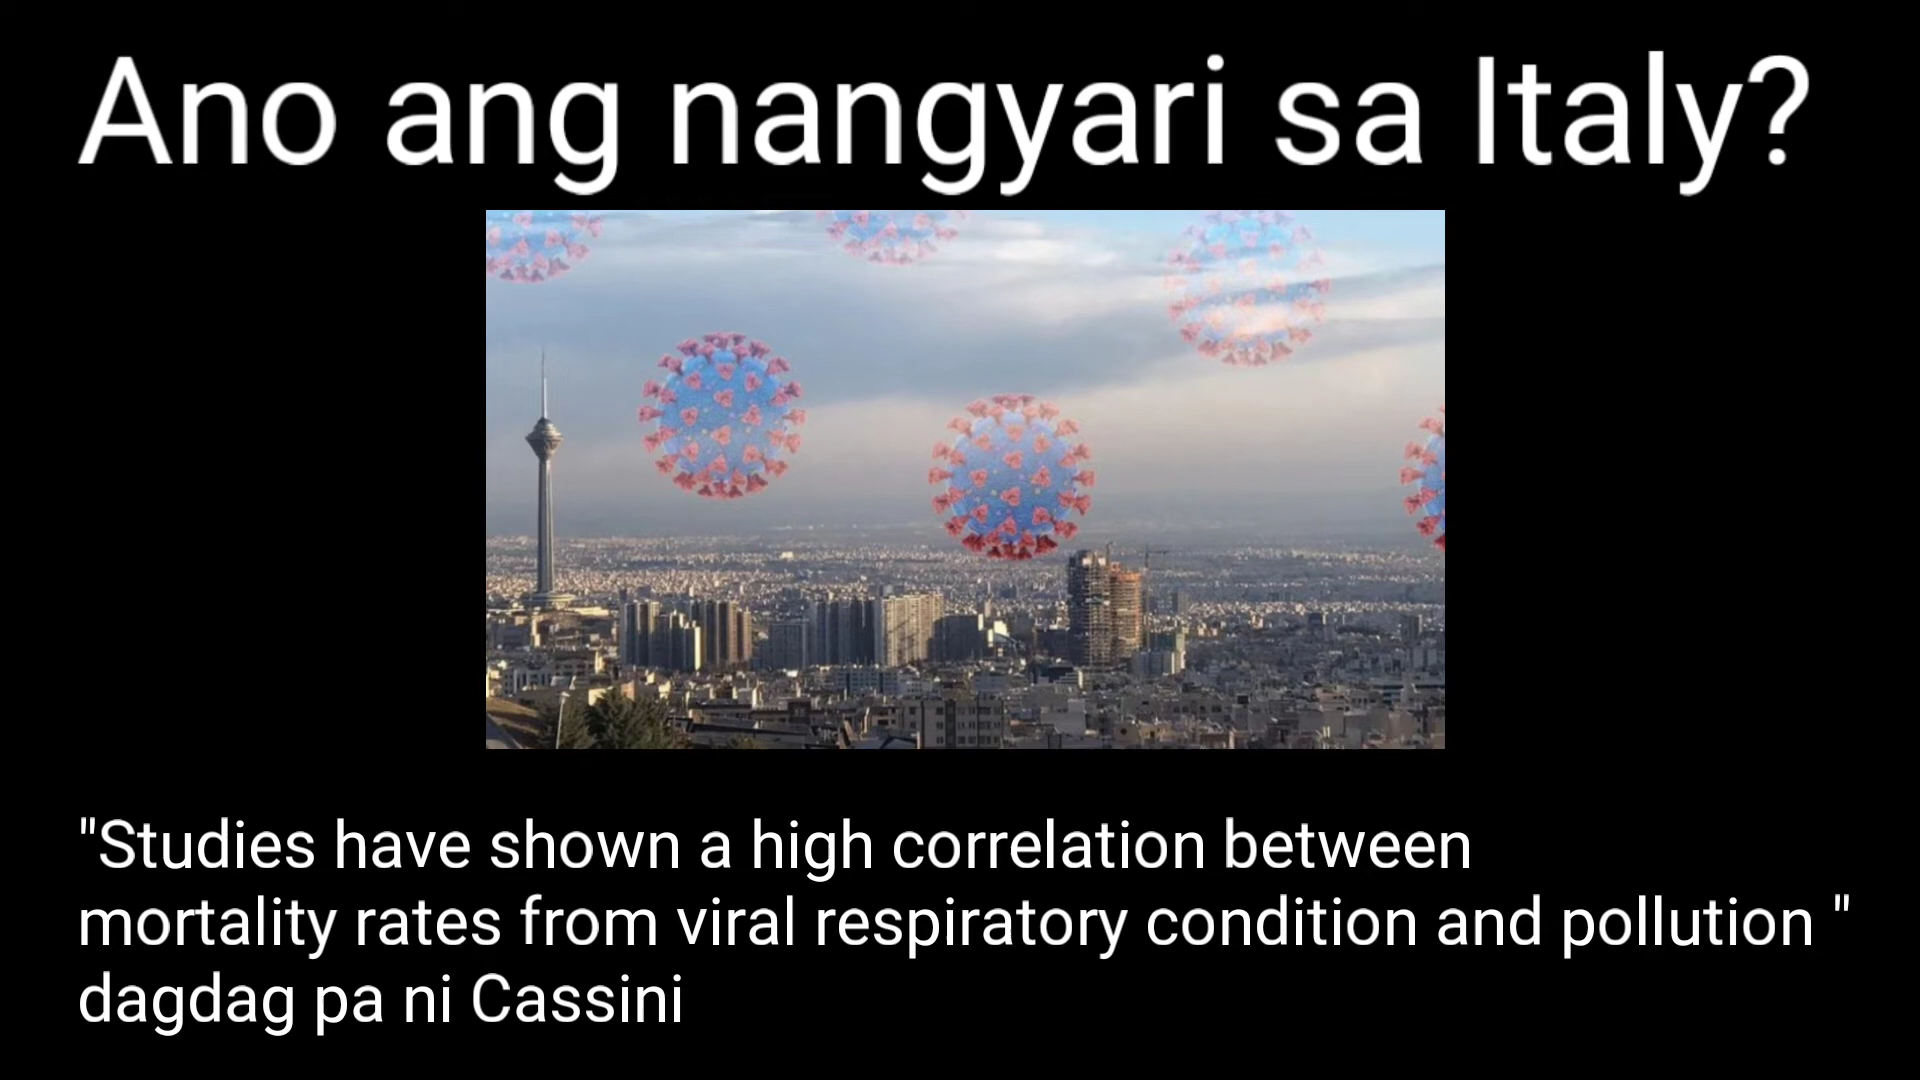 Ano ang nangyari sa Italy?
"Studies have shown a high correlation between
mortality rates from viral respiratory condition and pollution "
dagdag pa ni Cassini